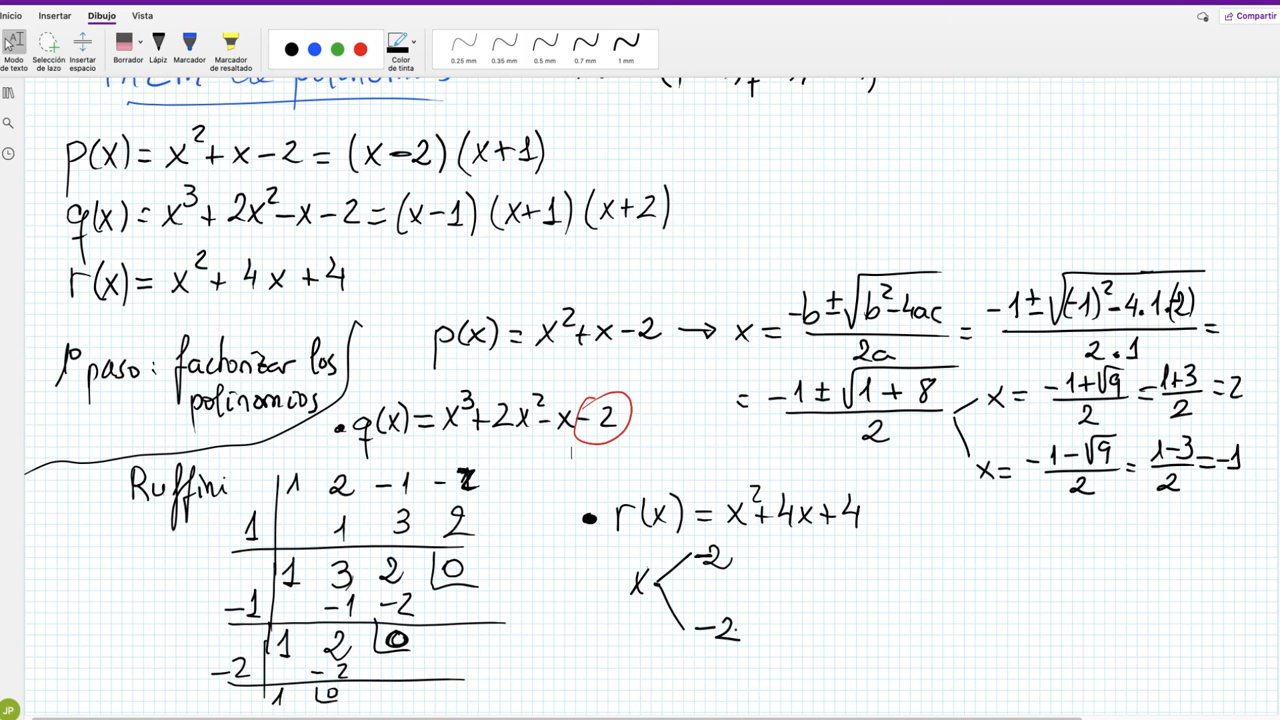 Inicio Insertar Dibujo Vista
Compartir
Modo de texto
Selección de lazo
Insertar espacio
Borrador
Lápiz
Marcador
Marcador de resaltado
Color de tinta
0.25 mm
0.35 mm
0.5 mm
0.7 mm
1 mm
p(x) = x² + x - 2 = (x-2) (x+1)
q(x) = x³ + 2x² - x - 2 = (x-1) (x+1) (x+2)
r(x) = x² + 4x + 4
1º paso: factorizar los
polinomios
p(x) = x² + x - 2 → x = (-b ± √(b² - 4ac))/(2a) = (-1 ± √((-1)² - 4.1.(-2)))/(2.1) =
= (-1 ± √(1 + 8))/2
x = (-1+√9)/2 = (1+3)/2 = 2
x = (-1-√9)/2 = (1-3)/2 = -1
• q(x) = x³ + 2x² - x - 2
Ruffini
1 2 -1 -2
1 1 3 2
1 3 2 0
-1 -1 -2
1 2 0
-2 -2
1 0
• r(x) = x² + 4x + 4
x
-2
-2
JP